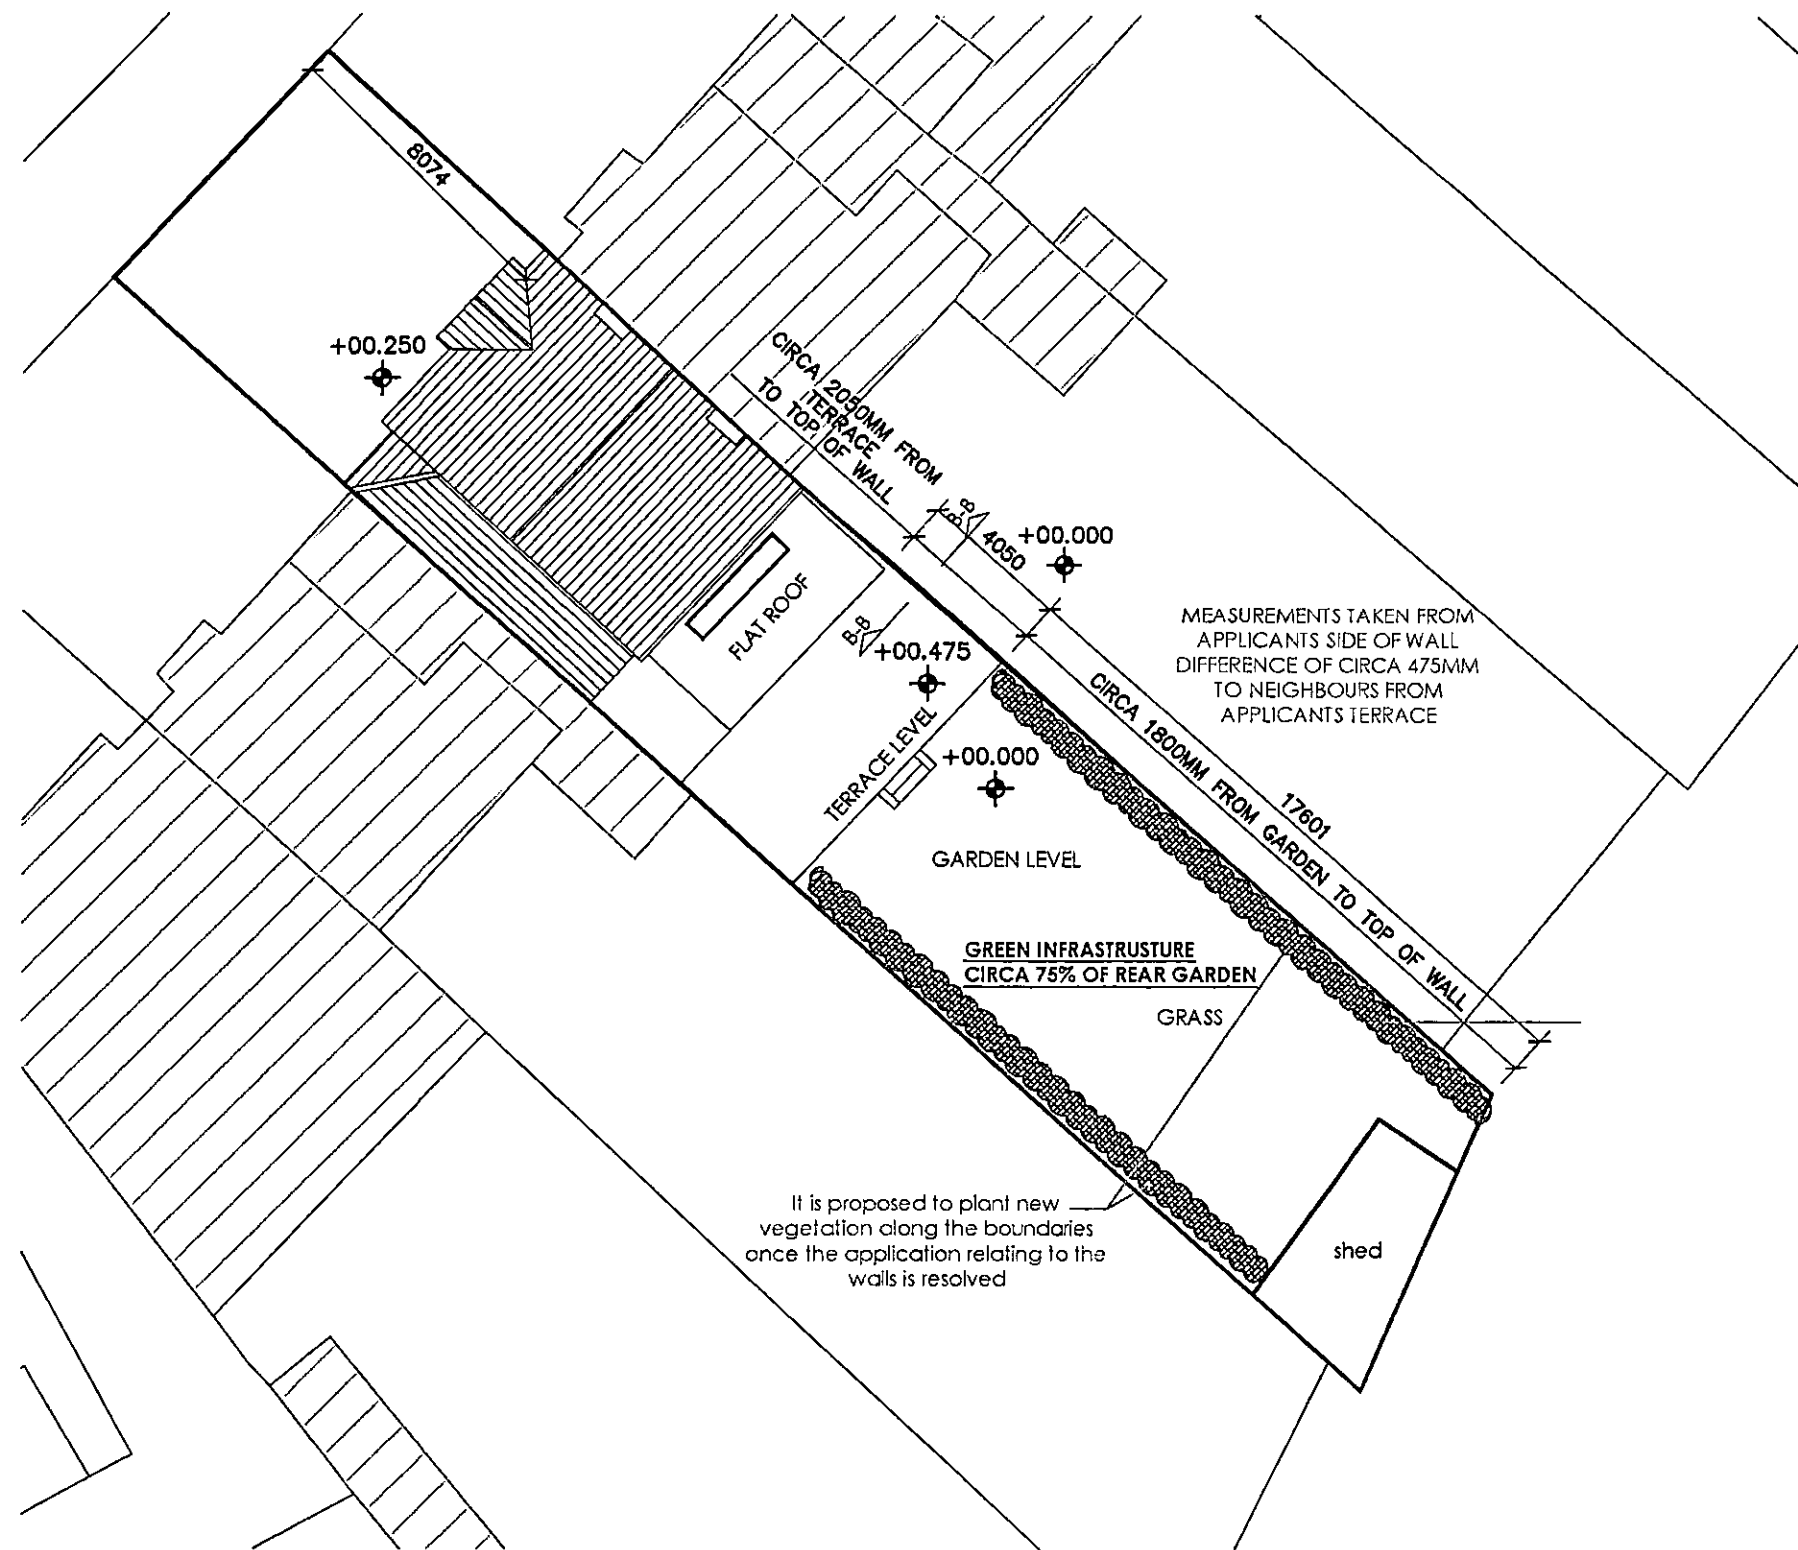 8074
+00.250
CIRCA 2050MM FROM
TERRACE
TO TOP OF WALL
B-B
4050
+00.000
MEASUREMENTS TAKEN FROM
APPLICANTS SIDE OF WALL
DIFFERENCE OF CIRCA 475MM
TO NEIGHBOURS FROM
APPLICANTS TERRACE
FLAT ROOF
B-B
+00.475
TERRACE LEVEL
+00.000
CIRCA 1800MM FROM GARDEN TO TOP OF WALL
17601
GARDEN LEVEL
GREEN INFRASTRUSTURE
CIRCA 75% OF REAR GARDEN
GRASS
It is proposed to plant new
vegetation along the boundaries
once the application relating to the
walls is resolved
shed